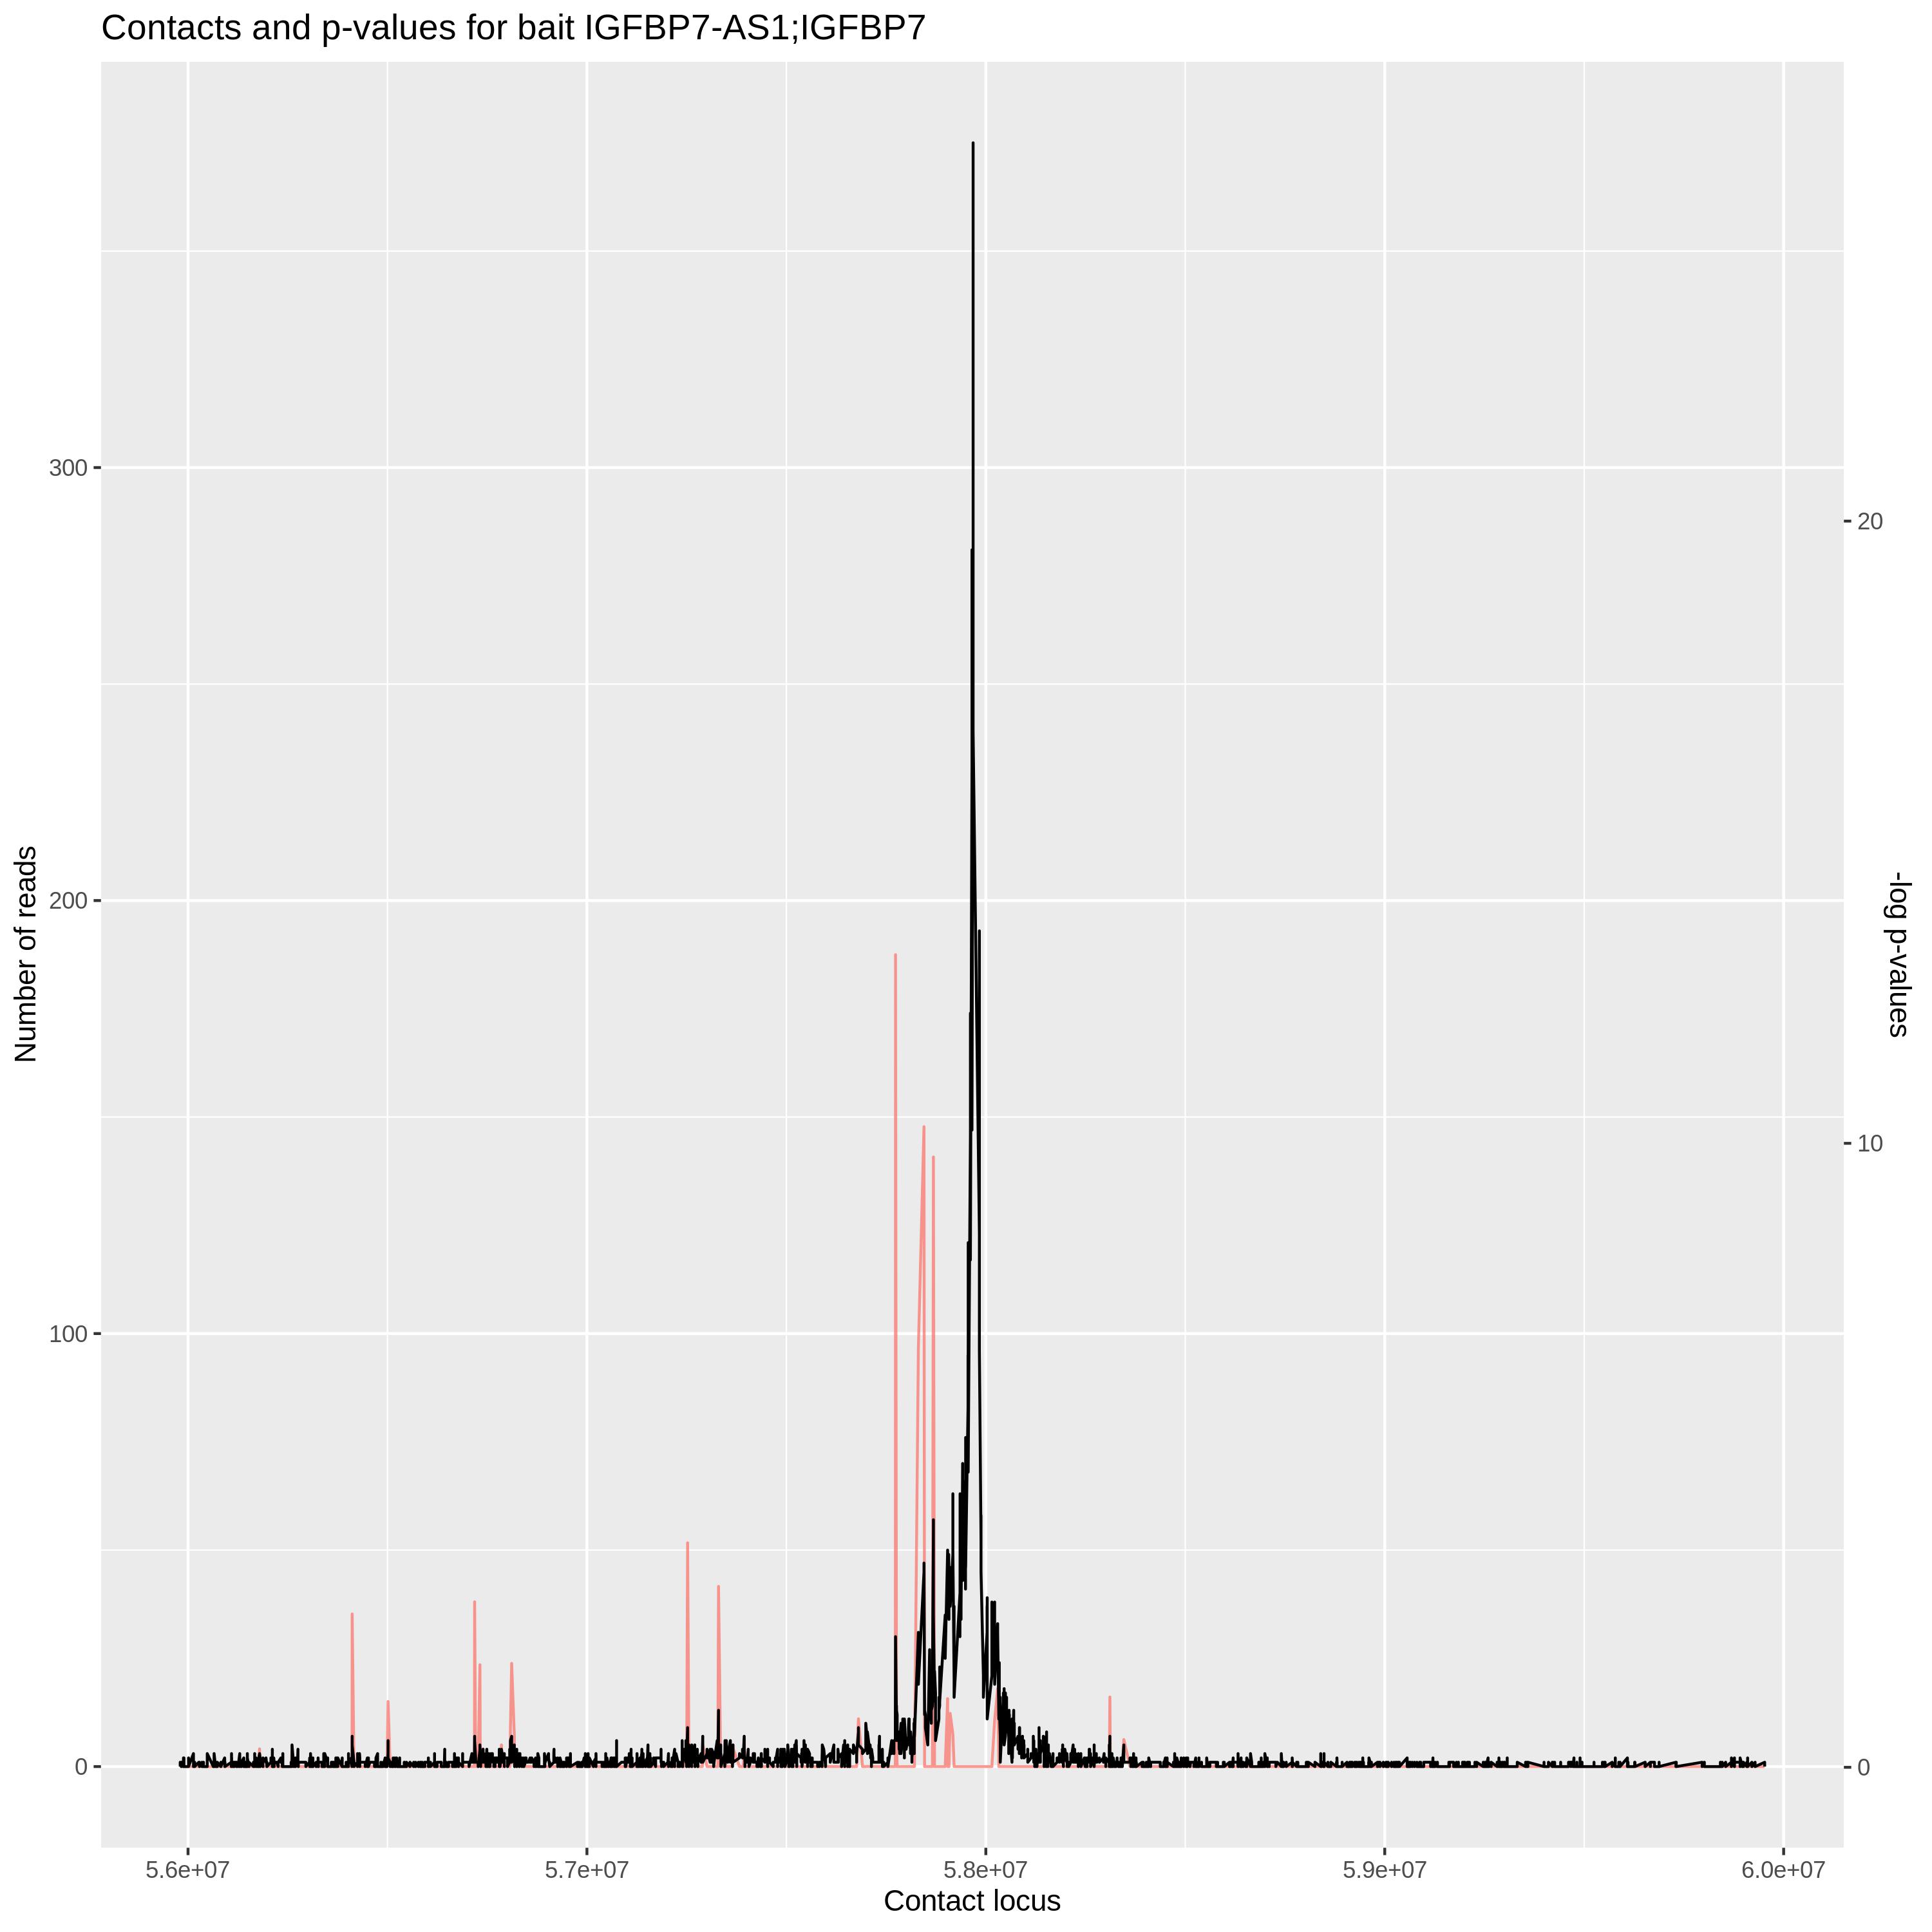 Contacts and p-values for bait IGFBP7-AS1;IGFBP7
Number of reads
300
200
100
0
20
10
0
-log p-values
5.6e+07
5.7e+07
5.8e+07
5.9e+07
6.0e+07
Contact locus